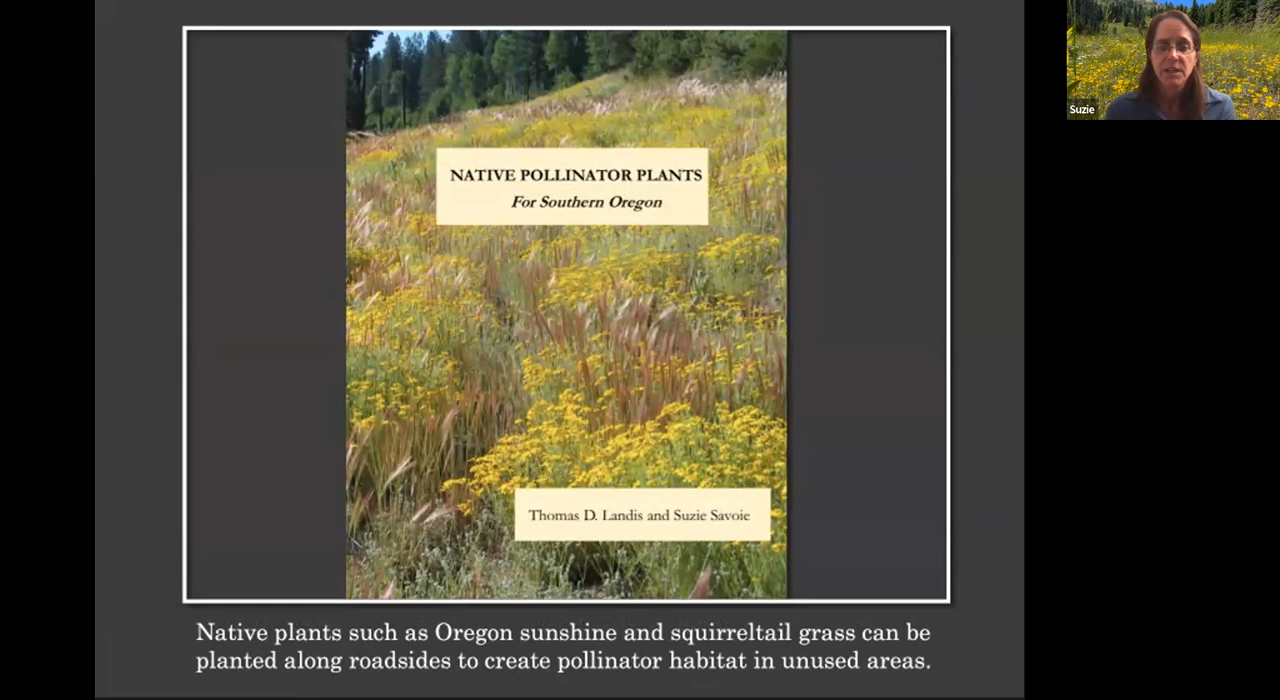 NATIVE POLLINATOR PLANTS
For Southern Oregon
Thomas D. Landis and Suzie Savoie
Native plants such as Oregon sunshine and squirreltail grass can be
planted along roadsides to create pollinator habitat in unused areas.
Suzie